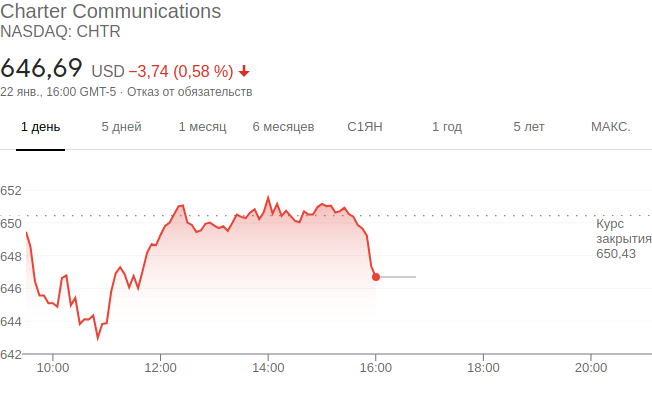 Charter Communications
NASDAQ: CHTR
646,69 USD −3,74 (0,58 %) ↓
22 янв., 16:00 GMT-5 · Отказ от обязательств
1 день 5 дней 1 месяц 6 месяцев С1ЯН 1 год 5 лет МАКС.
652
650
648
646
644
642
Курс
закрытия
650,43
10:00 12:00 14:00 16:00 18:00 20:00